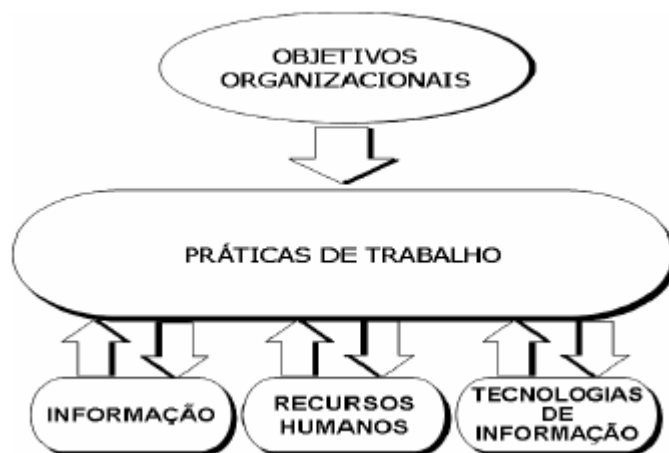 OBJETIVOS
ORGANIZACIONAIS
PRÁTICAS DE TRABALHO
INFORMAÇÃO
RECURSOS
HUMANOS
TECNOLOGIAS
DE
INFORMAÇÃO